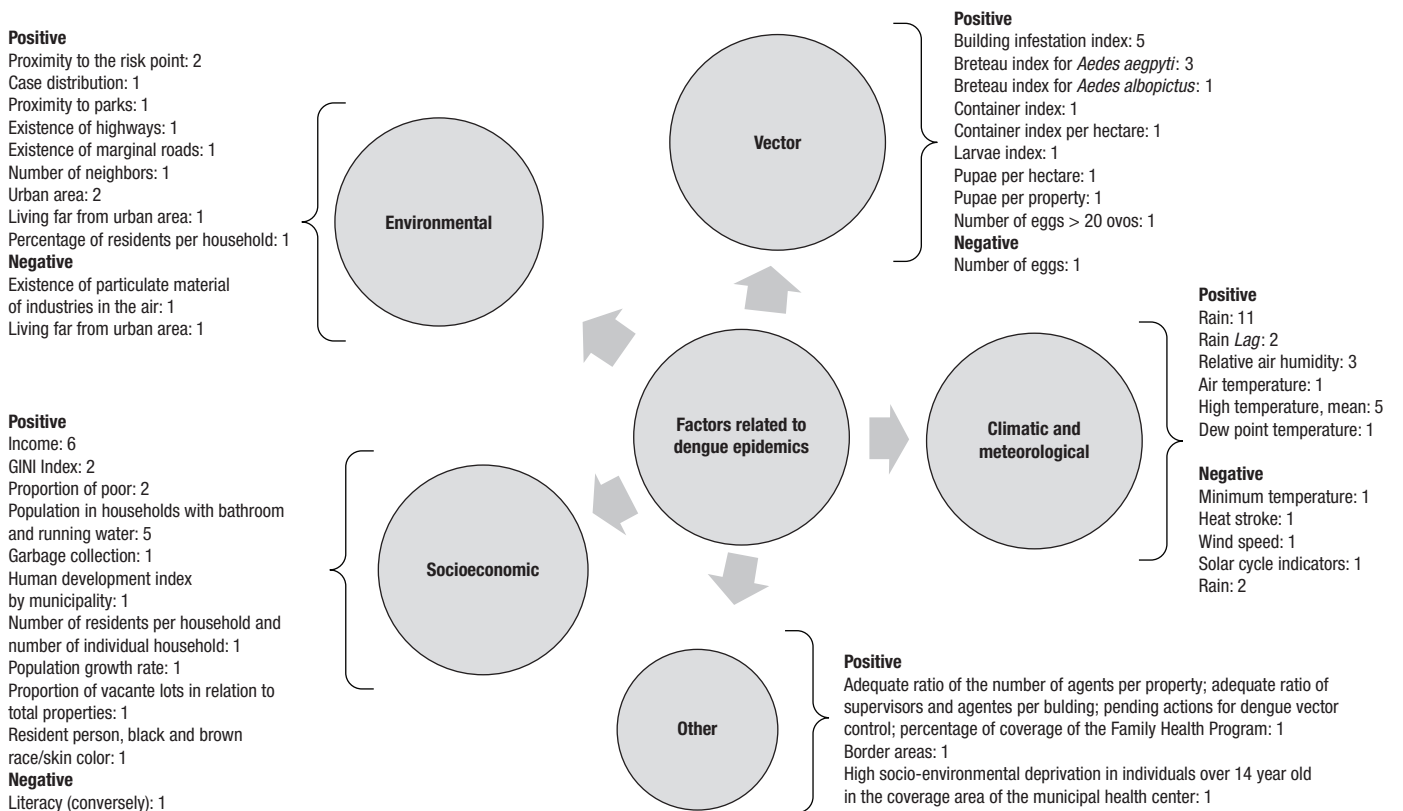 Positive
Proximity to the risk point: 2
Case distribution: 1
Proximity to parks: 1
Existence of highways: 1
Existence of marginal roads: 1
Number of neighbors: 1
Urban area: 2
Living far from urban area: 1
Percentage of residents per household: 1
Negative
Existence of particulate material
of industries in the air: 1
Living far from urban area: 1
Environmental
Vector
Positive
Building infestation index: 5
Breteau index for Aedes aegpyti: 3
Breteau index for Aedes albopictus: 1
Container index: 1
Container index per hectare: 1
Larvae index: 1
Pupae per hectare: 1
Pupae per property: 1
Number of eggs > 20 ovos: 1
Negative
Number of eggs: 1
Factors related to
dengue epidemics
Climatic and
meteorological
Positive
Rain: 11
Rain Lag: 2
Relative air humidity: 3
Air temperature: 1
High temperature, mean: 5
Dew point temperature: 1
Negative
Minimum temperature: 1
Heat stroke: 1
Wind speed: 1
Solar cycle indicators: 1
Rain: 2
Positive
Income: 6
GINI Index: 2
Proportion of poor: 2
Population in households with bathroom
and running water: 5
Garbage collection: 1
Human development index
by municipality: 1
Number of residents per household and
number of individual household: 1
Population growth rate: 1
Proportion of vacante lots in relation to
total properties: 1
Resident person, black and brown
race/skin color: 1
Negative
Literacy (conversely): 1
Socioeconomic
Other
Positive
Adequate ratio of the number of agents per property; adequate ratio of
supervisors and agentes per bulding; pending actions for dengue vector
control; percentage of coverage of the Family Health Program: 1
Border areas: 1
High socio-environmental deprivation in individuals over 14 year old
in the coverage area of the municipal health center: 1